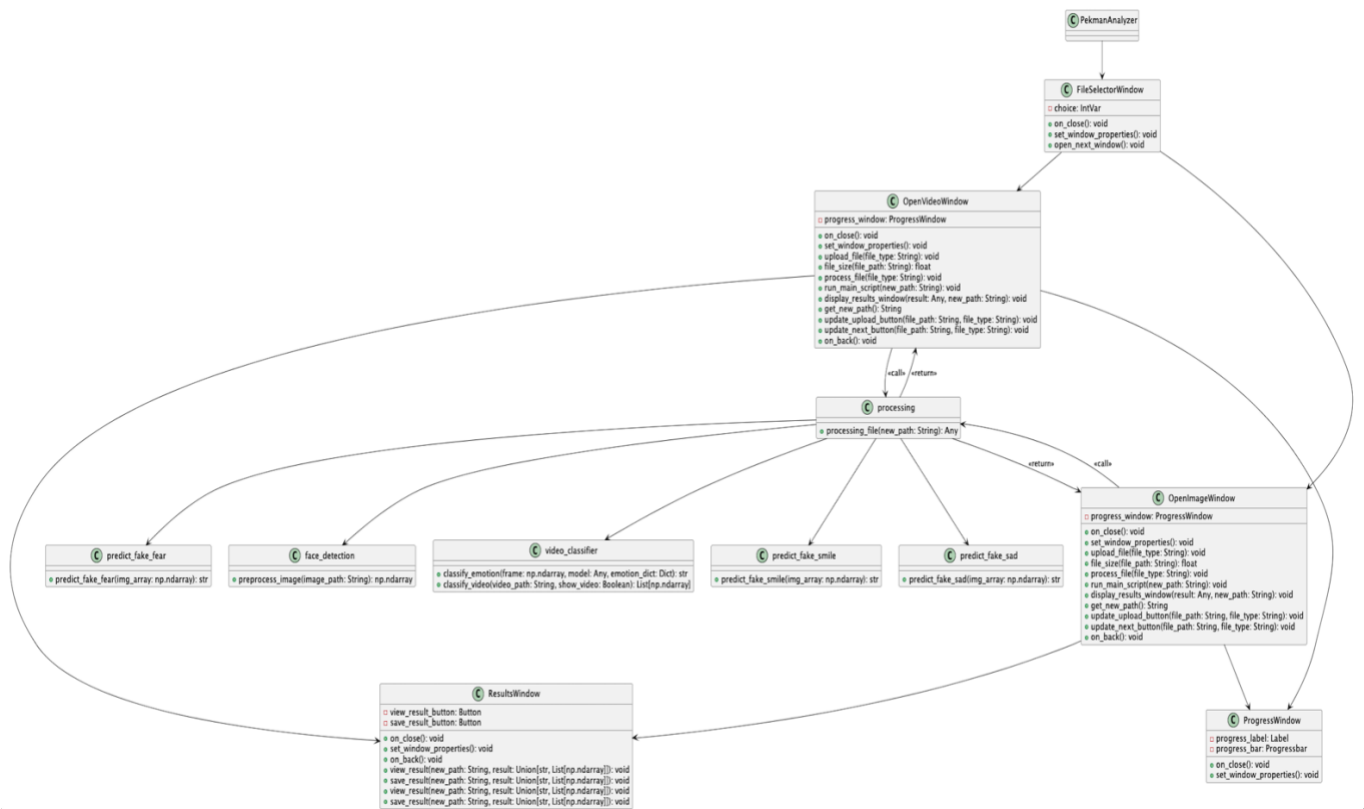 C PekmanAnalyzer
C FileSelectorWindow
choice: IntVar
on_close(): void
set_window_properties(): void
open_next_window(): void
C OpenVideoWindow
progress_window: ProgressWindow
on_close(): void
set_window_properties(): void
upload_file(file_type: String): void
file_size(file_path: String): float
process_file(file_type: String): void
run_main_script(new_path: String): void
display_results_window(result: Any, new_path: String): void
get_new_path(): String
update_upload_button(file_path: String, file_type: String): void
update_next_button(file_path: String, file_type: String): void
on_back(): void
«call» «return»
C processing
processing_file(new_path: String): Any
«return» «call»
C OpenImageWindow
progress_window: ProgressWindow
on_close(): void
set_window_properties(): void
upload_file(file_type: String): void
file_size(file_path: String): float
process_file(file_type: String): void
run_main_script(new_path: String): void
display_results_window(result: Any, new_path: String): void
get_new_path(): String
update_upload_button(file_path: String, file_type: String): void
update_next_button(file_path: String, file_type: String): void
on_back(): void
C predict_fake_fear
predict_fake_fear(img_array: np.ndarray): str
C face_detection
preprocess_image(image_path: String): np.ndarray
C video_classifier
classify_emotion(frame: np.ndarray, model: Any, emotion_dict: Dict): str
classify_video(video_path: String, show_video: Boolean): List[np.ndarray]
C predict_fake_smile
predict_fake_smile(img_array: np.ndarray): str
C predict_fake_sad
predict_fake_sad(img_array: np.ndarray): str
C ResultsWindow
view_result_button: Button
save_result_button: Button
on_close(): void
set_window_properties(): void
on_back(): void
view_result(new_path: String, result: Union[str, List[np.ndarray]]): void
save_result(new_path: String, result: Union[str, List[np.ndarray]]): void
view_result(new_path: String, result: Union[str, List[np.ndarray]]): void
save_result(new_path: String, result: Union[str, List[np.ndarray]]): void
C ProgressWindow
progress_label: Label
progress_bar: Progressbar
on_close(): void
set_window_properties(): void